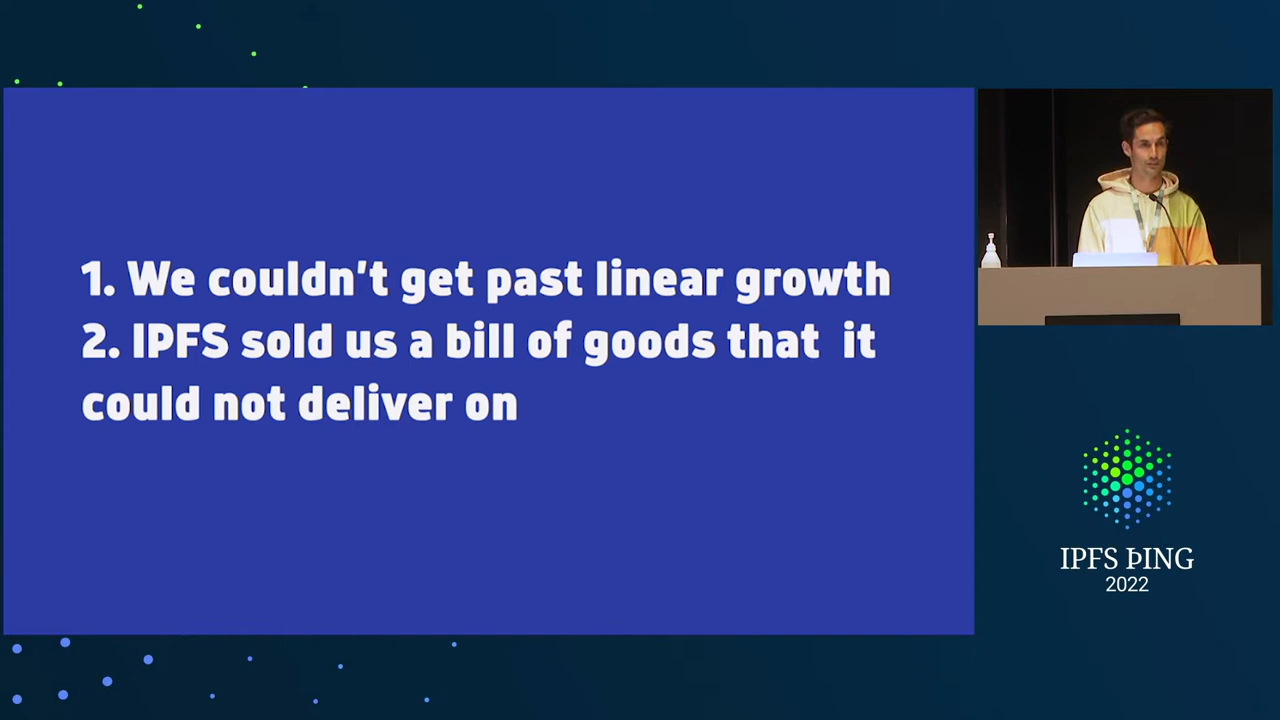 1. We couldn't get past linear growth
2. IPFS sold us a bill of goods that  it
could not deliver on
IPFS ÞING
2022